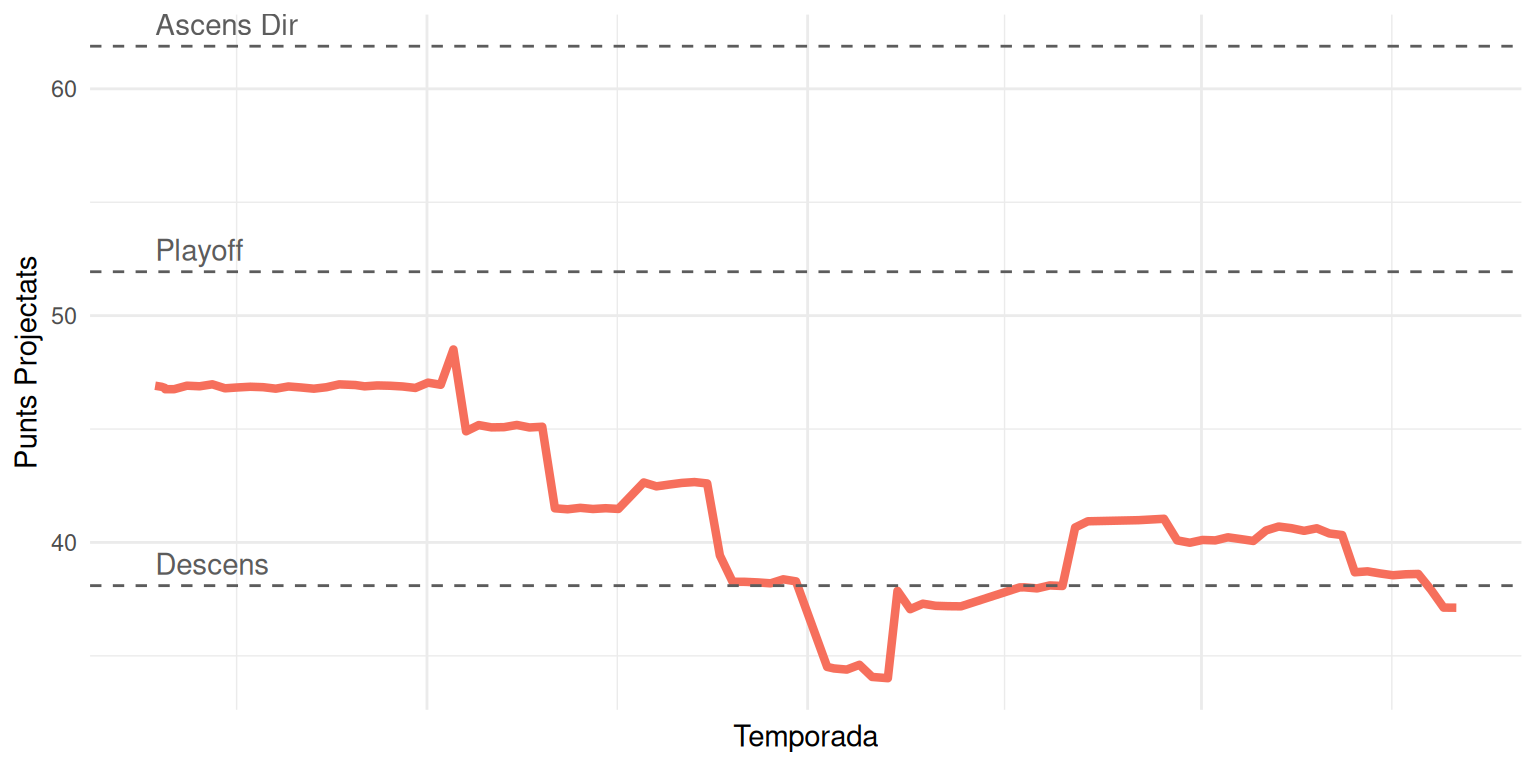 Ascens Dir
60
Playoff
50
Punts Projectats
40
Descens
Temporada